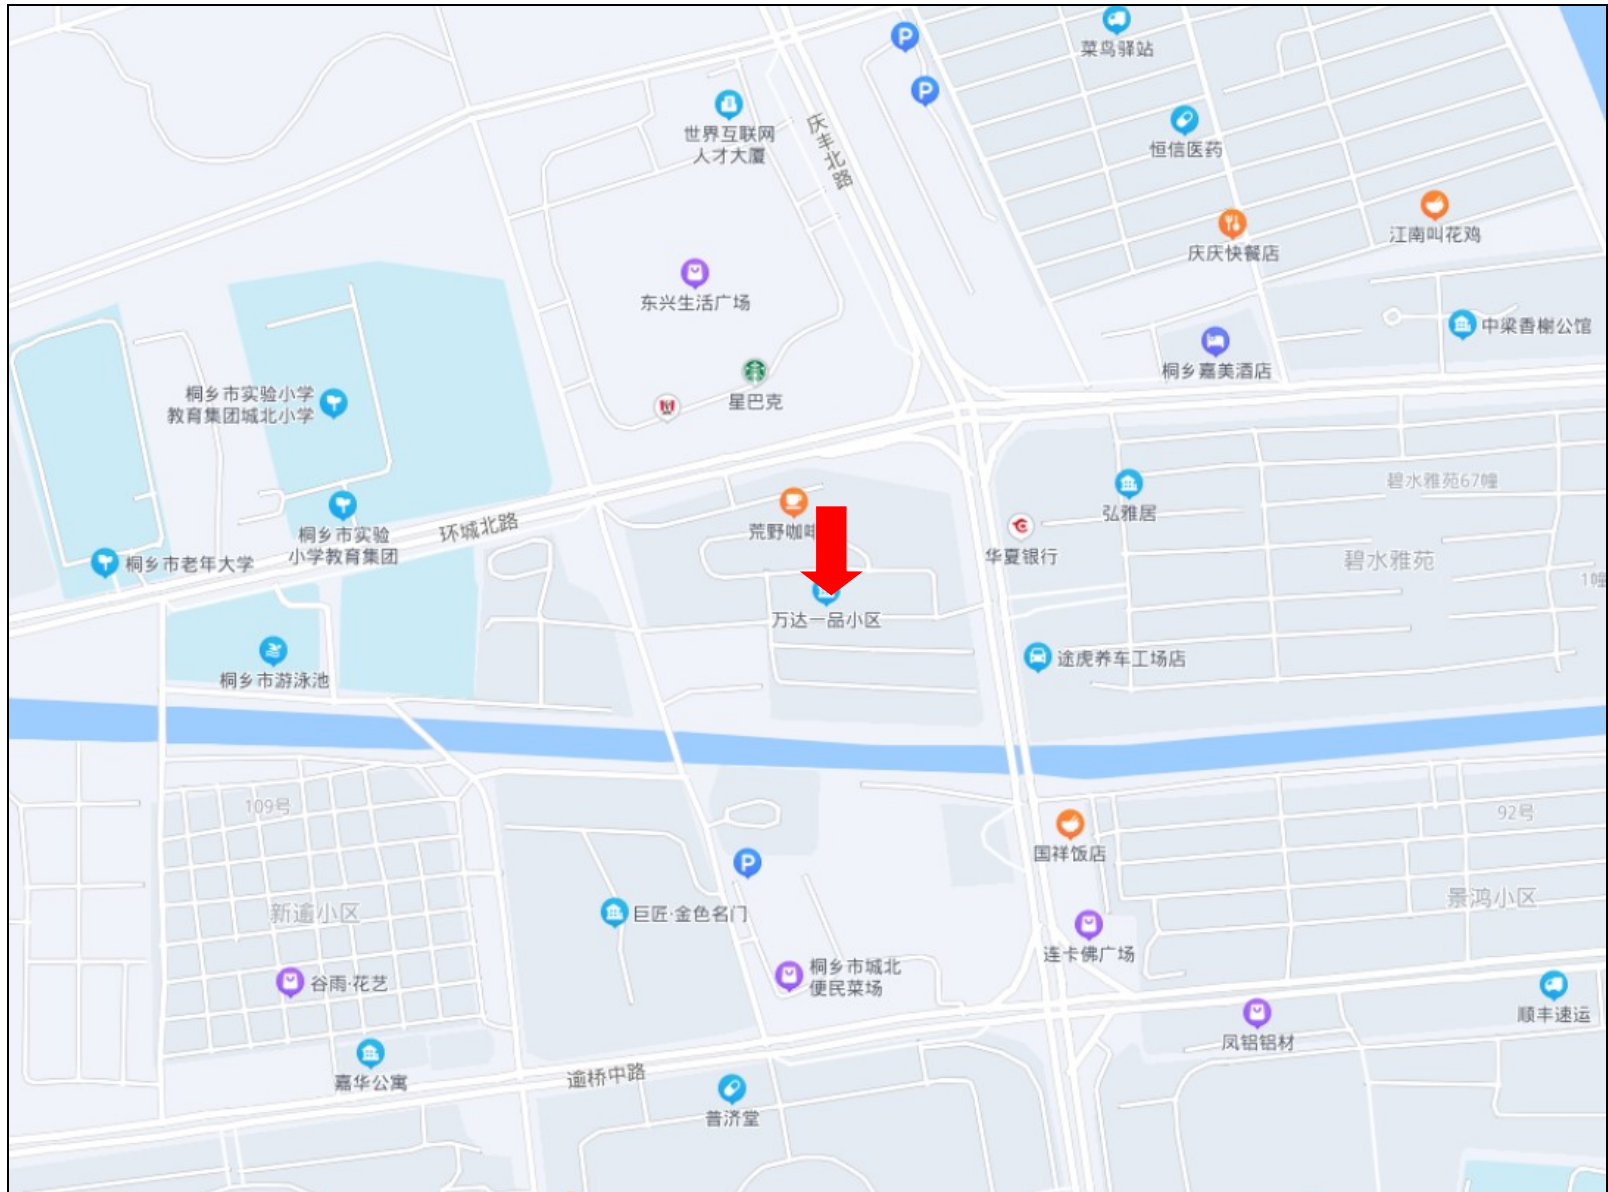 菜鸟驿站
世界互联网
人才大厦
庆丰北路
恒信医药
江南叫花鸡
庆庆快餐店
东兴生活广场
中梁香榭公馆
桐乡嘉美酒店
星巴克
桐乡市实验小学
教育集团城北小学
碧水雅苑67幢
弘雅居
环城北路
荒野咖
桐乡市实验
小学教育集团
华夏银行
碧水雅苑
桐乡市老年大学
1幢
万达一品小区
途虎养车工场店
桐乡市游泳池
109号
92号
国祥饭店
景鸿小区
新逾小区
巨匠·金色名门
连卡佛广场
桐乡市城北
便民菜场
谷雨·花艺
顺丰速运
凤铝铝材
嘉华公寓
逾桥中路
普济堂
P
P
P